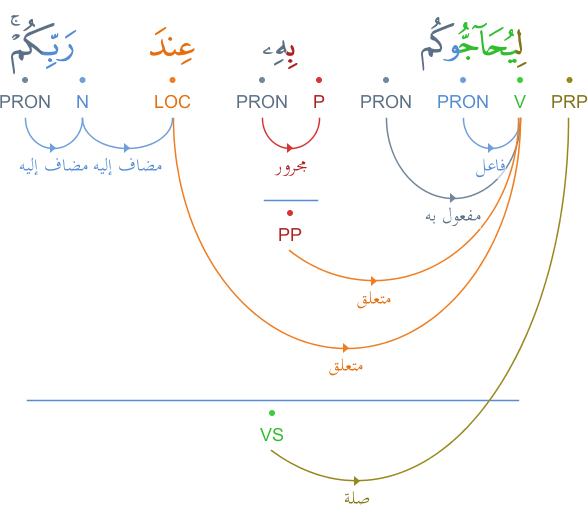 لِيُحَآجُّوكُم بِهِۦ عِندَ رَبِّكُمْ ۚ
PRP V PRON PRON P PRON LOC N PRON
فاعل مجرور مضاف إليه مضاف إليه
مفعول به
PP
متعلق
متعلق
VS
صلة